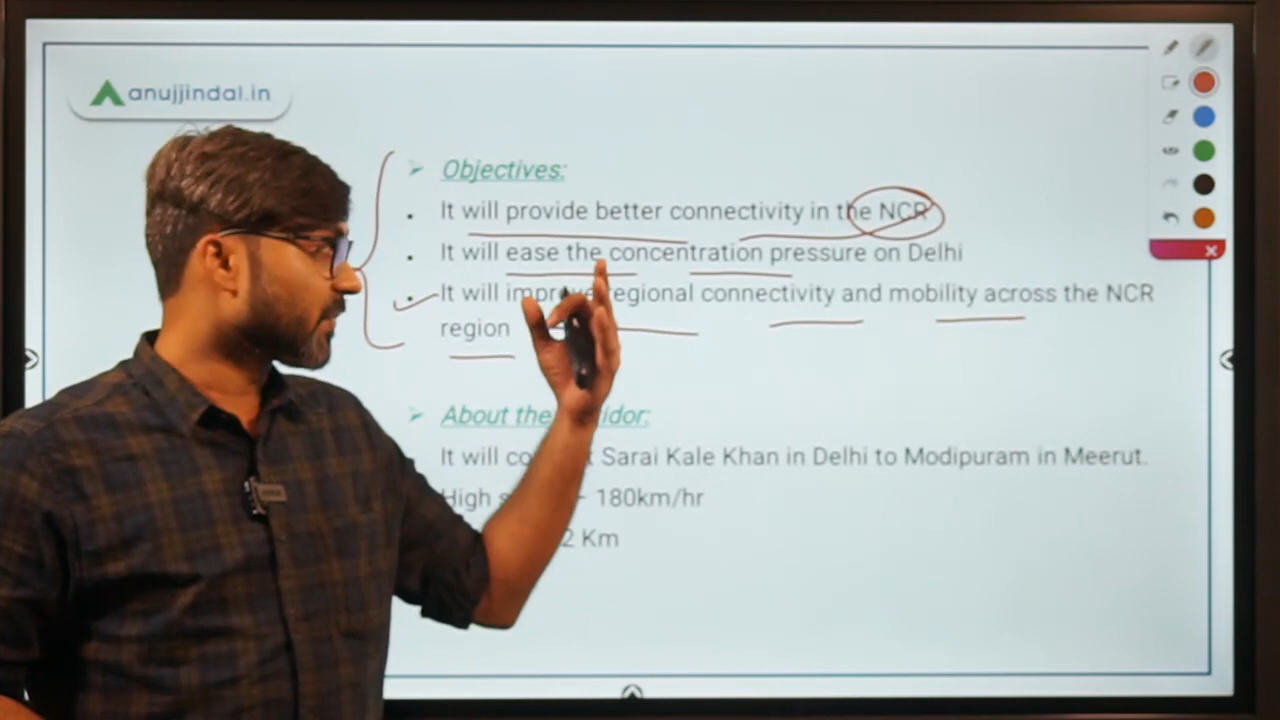 anujjindal.in
Objectives:
It will provide better connectivity in the NCR
It will ease the concentration pressure on Delhi
It will improve regional connectivity and mobility across the NCR
region
About the
It will Sarai Kale Khan in Delhi to Modipuram in Meerut.
High 180km/hr
Km